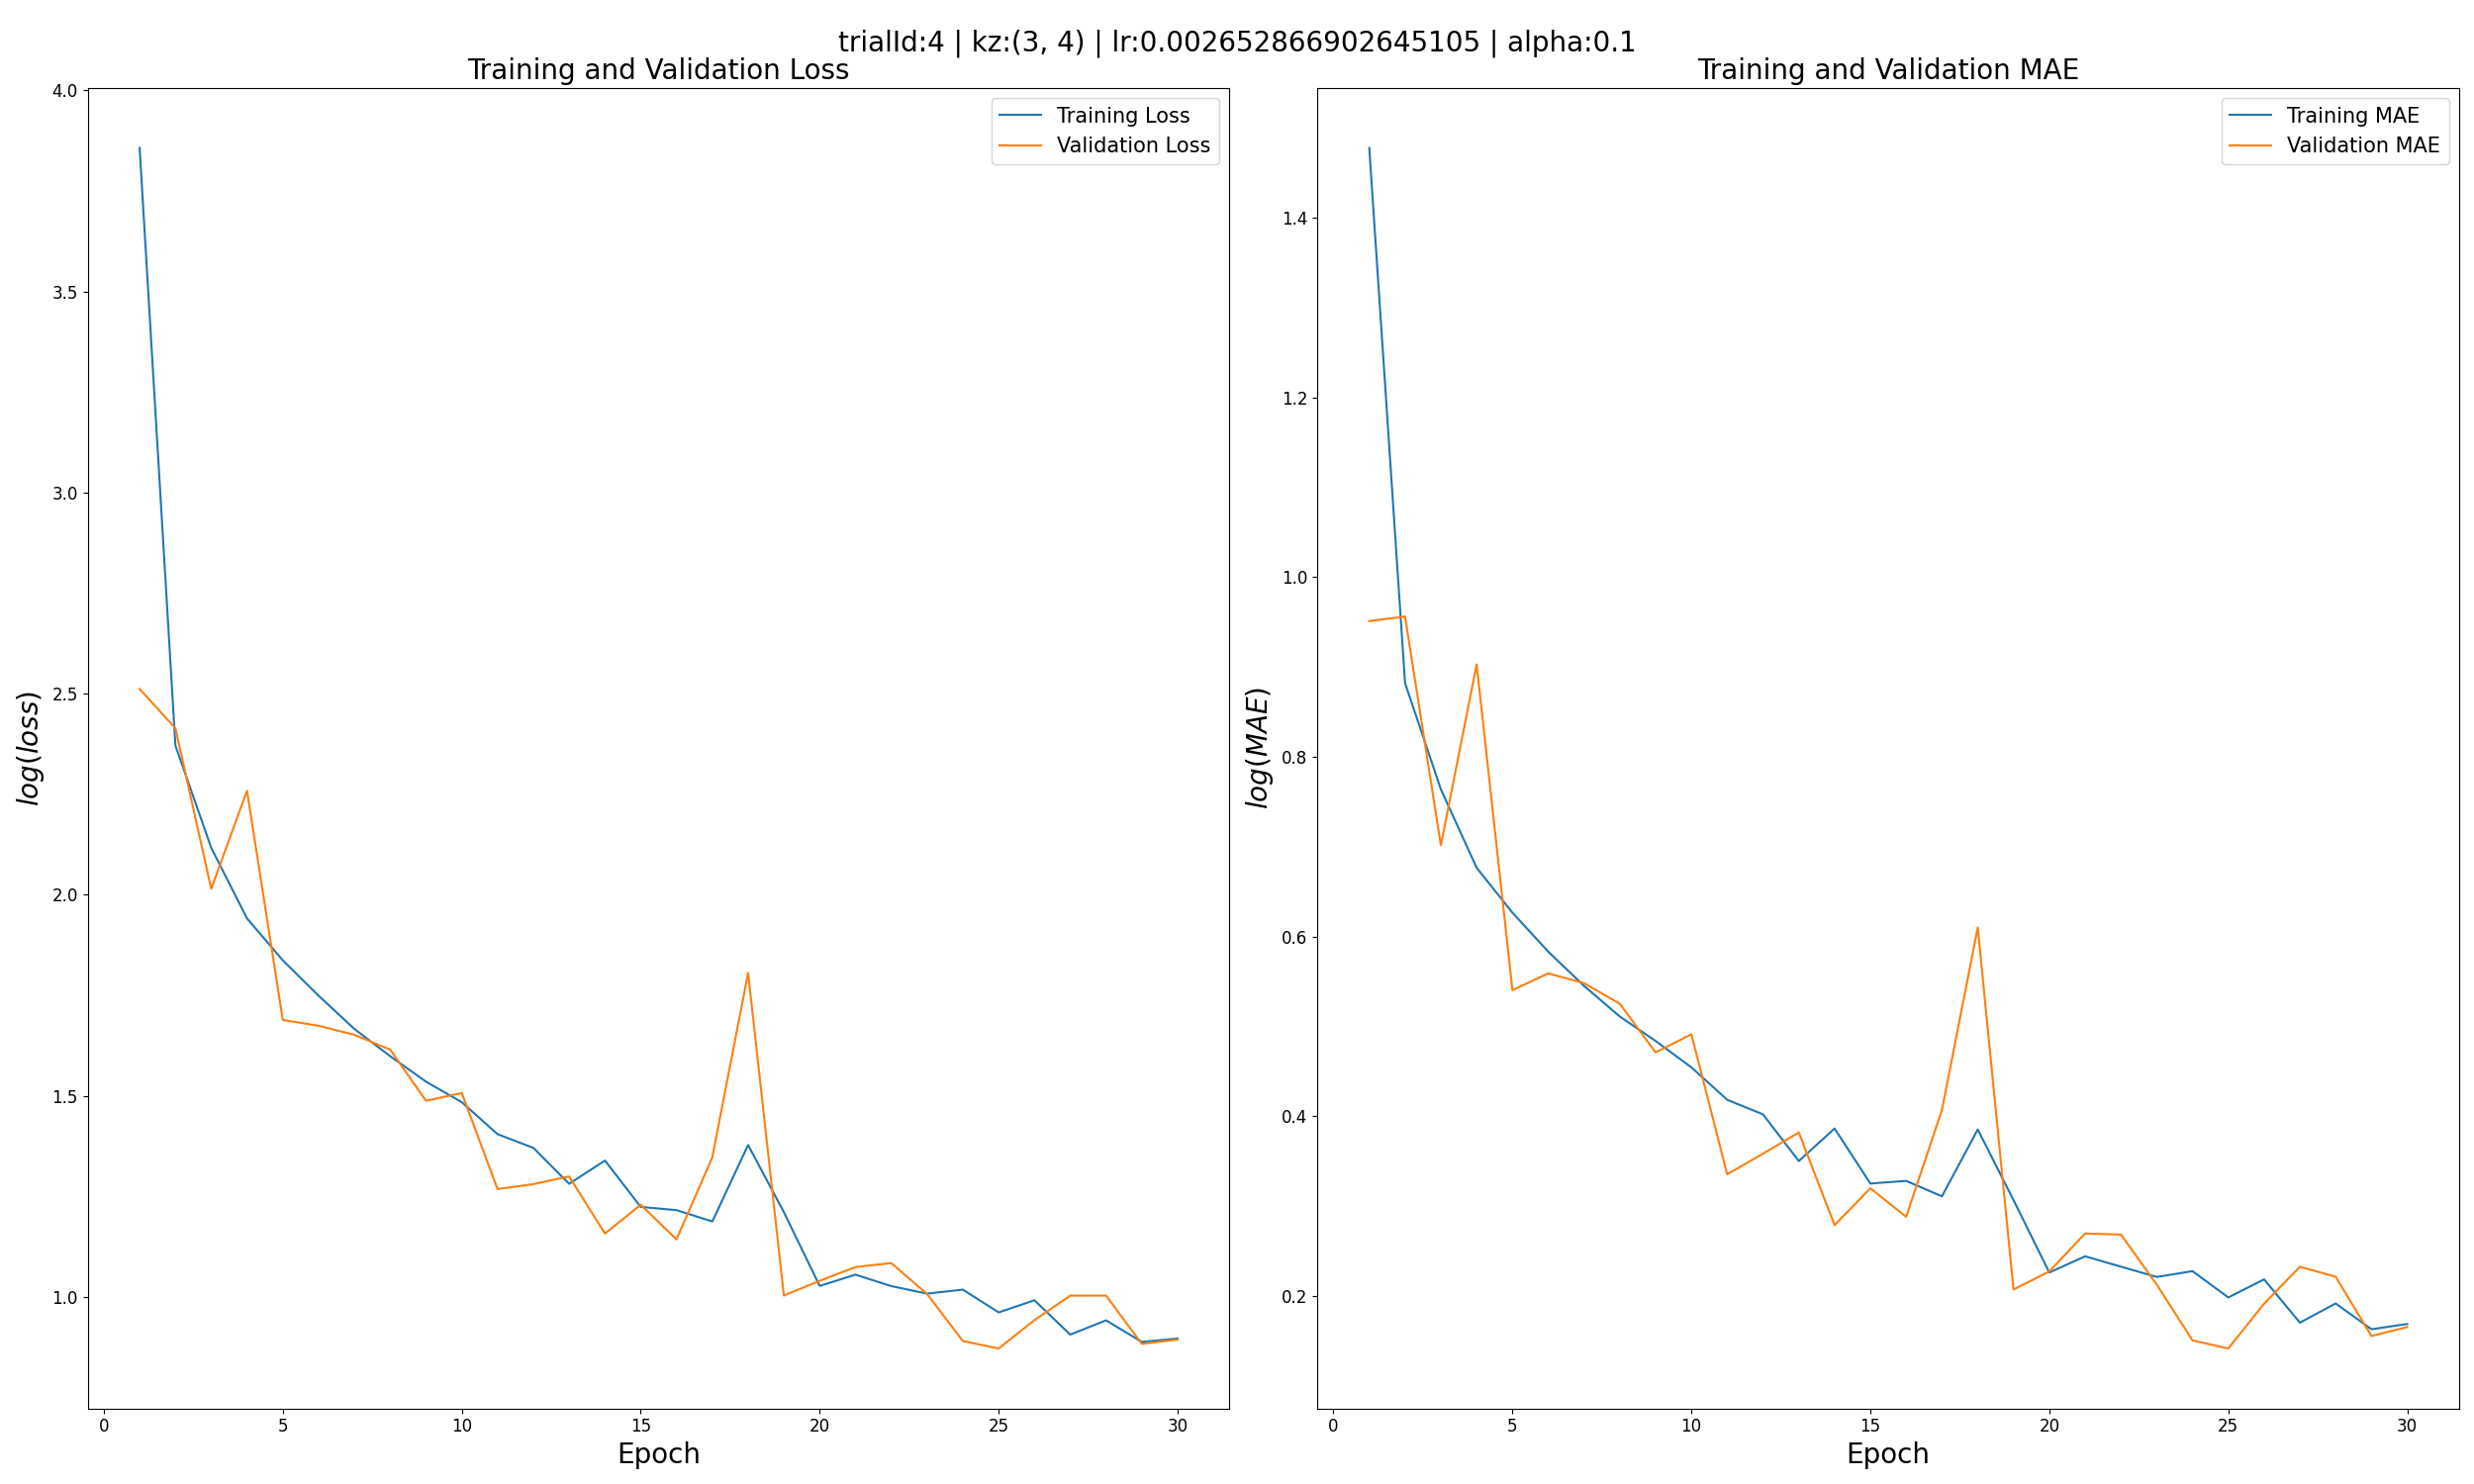 trialId:4 | kz:(3, 4) | lr:0.002652866902645105 | alpha:0.1
Training and Validation Loss
Training Loss
Validation Loss
4.0
3.5
3.0
2.5
2.0
1.5
1.0
log(loss)
0 5 10 15 20 25 30
Epoch
Training and Validation MAE
Training MAE
Validation MAE
1.4
1.2
1.0
0.8
0.6
0.4
0.2
log(MAE)
0 5 10 15 20 25 30
Epoch